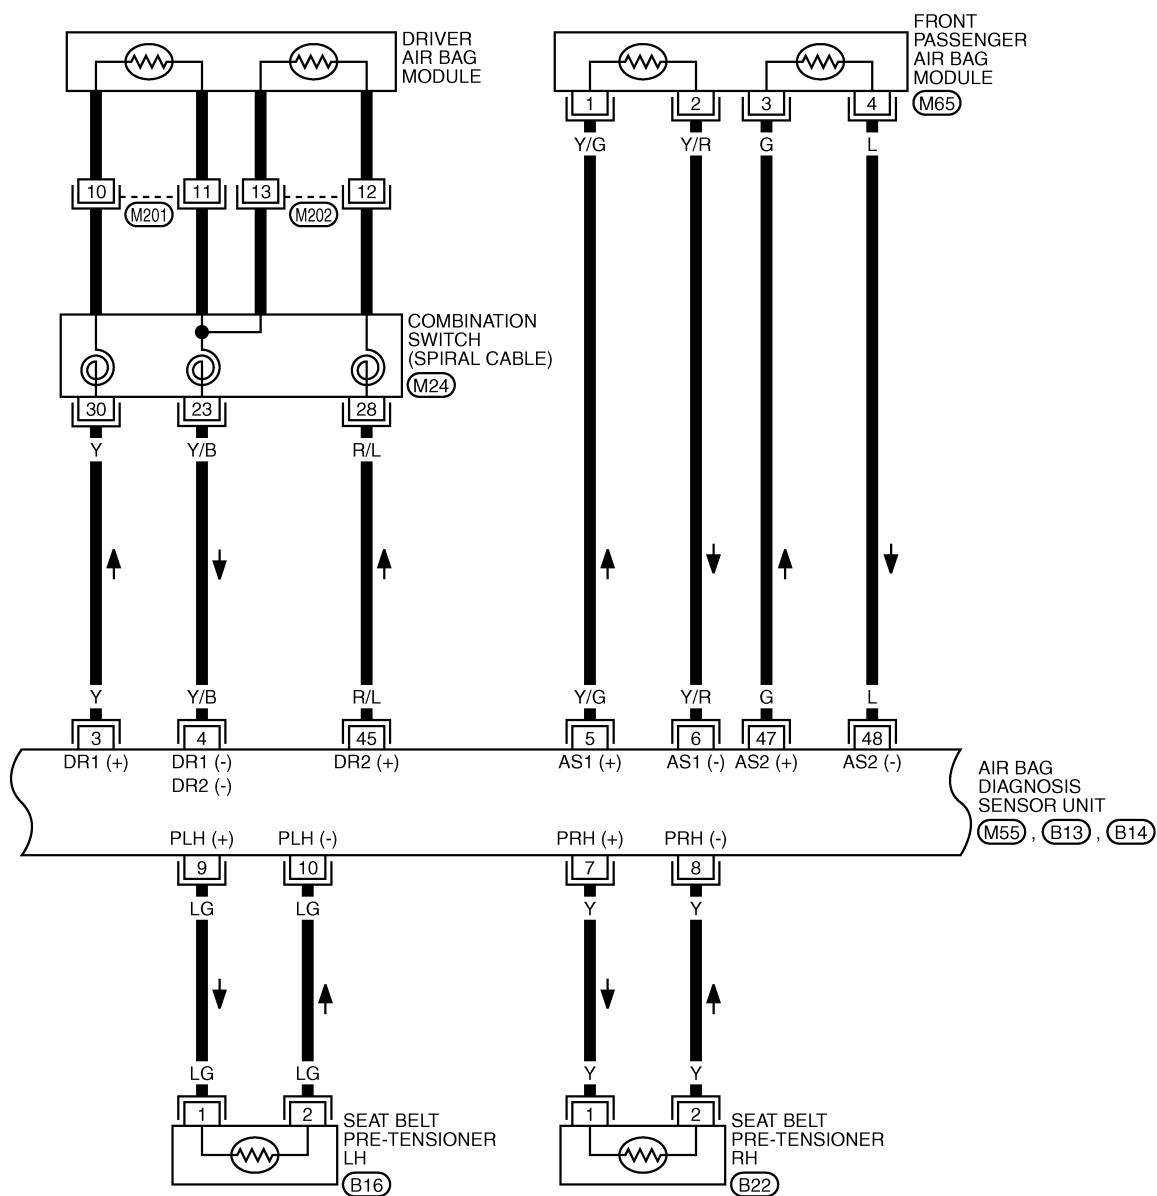 DRIVER
AIR BAG
MODULE
FRONT
PASSENGER
AIR BAG
MODULE
M65
1 2 3 4
Y/G Y/R G L
10 11 13 12
M201 M202
COMBINATION
SWITCH
(SPIRAL CABLE)
M24
30 23 28
Y Y/B R/L
Y Y/B R/L Y/G Y/R G L
3 4 45 5 6 47 48
DR1 (+) DR1 (-) DR2 (+) AS1 (+) AS1 (-) AS2 (+) AS2 (-)
DR2 (-)
AIR BAG
DIAGNOSIS
SENSOR UNIT
M55 , B13 , B14
PLH (+) PLH (-) PRH (+) PRH (-)
9 10 7 8
LG LG Y Y
LG LG Y Y
1 2 1 2
SEAT BELT
PRE-TENSIONER
LH
B16
SEAT BELT
PRE-TENSIONER
RH
B22